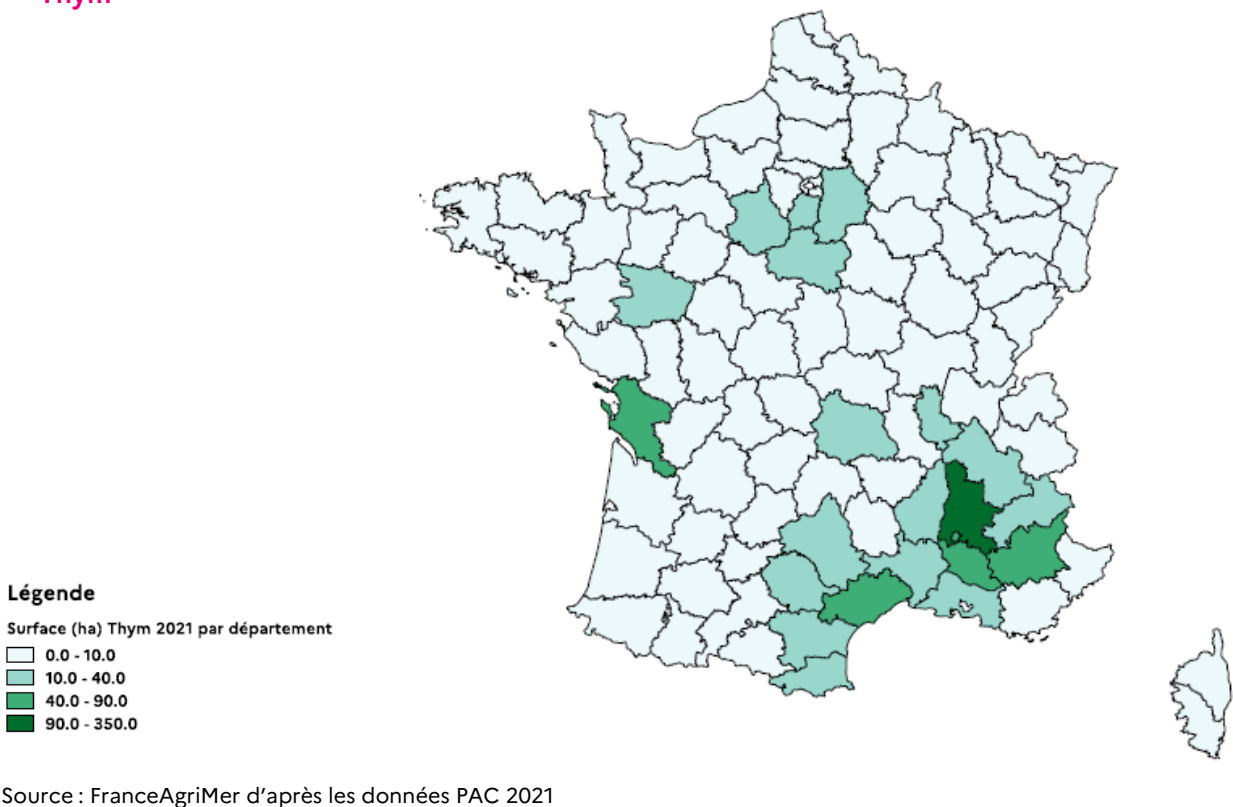 Thym
Légende
Surface (ha) Thym 2021 par département
0.0 - 10.0
10.0 - 40.0
40.0 - 90.0
90.0 - 350.0
Source : FranceAgriMer d'après les données PAC 2021